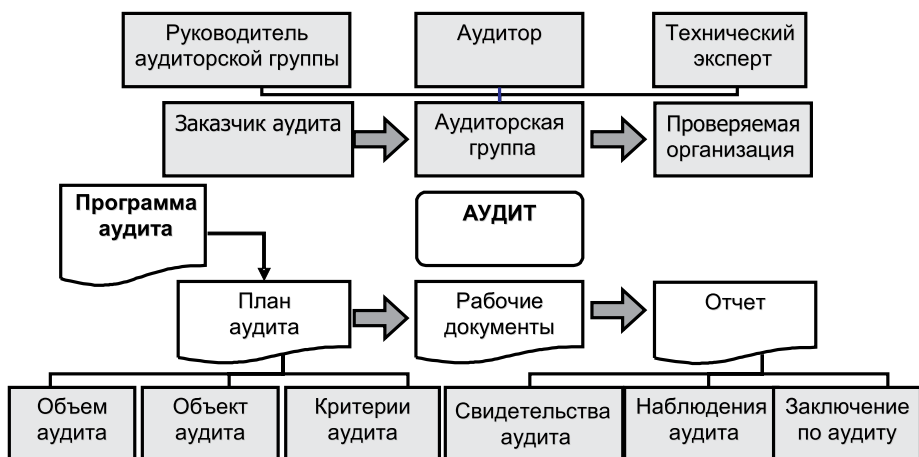 Руководитель
аудиторской группы
Аудитор
Технический
эксперт
Заказчик аудита
Аудиторская
группа
Проверяемая
организация
Программа
аудита
АУДИТ
План
аудита
Рабочие
документы
Отчет
Объем
аудита
Объект
аудита
Критерии
аудита
Свидетельства
аудита
Наблюдения
аудита
Заключение
по аудиту